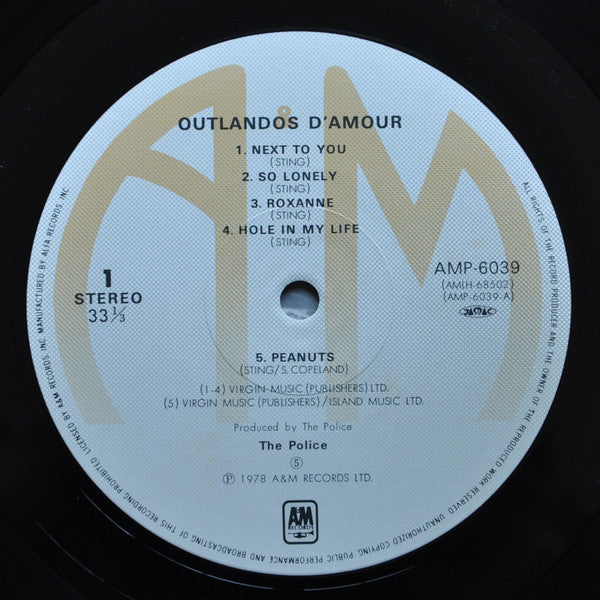 OUTLANDOS D'AMOUR
1. NEXT TO YOU
(STING)
2. SO LONELY
(STING)
3. ROXANNE
(STING)
4. HOLE IN MY LIFE
(STING)
1
STEREO
33 1/3
AMP-6039
(AMLH-68502)
(AMP-6039-A)
JASRAC
5. PEANUTS
(STING/S. COPELAND)
(1-4) VIRGIN MUSIC (PUBLISHERS) LTD.
(5) VIRGIN MUSIC (PUBLISHERS) / ISLAND MUSIC LTD.
Produced by The Police
The Police
⑤
Ⓟ 1978 A&M RECORDS LTD.
A&M
RECORDS
ALL RIGHTS OF THE RECORD PRODUCER AND THE OWNER OF THE REPRODUCED WORK RESERVED. UNAUTHORIZED COPYING, PUBLIC PERFORMANCE AND BROADCASTING OF THIS RECORDING PROHIBITED. LICENSED BY A&M RECORDS INC. MANUFACTURED BY ALFA RECORDS. INC.
A&M